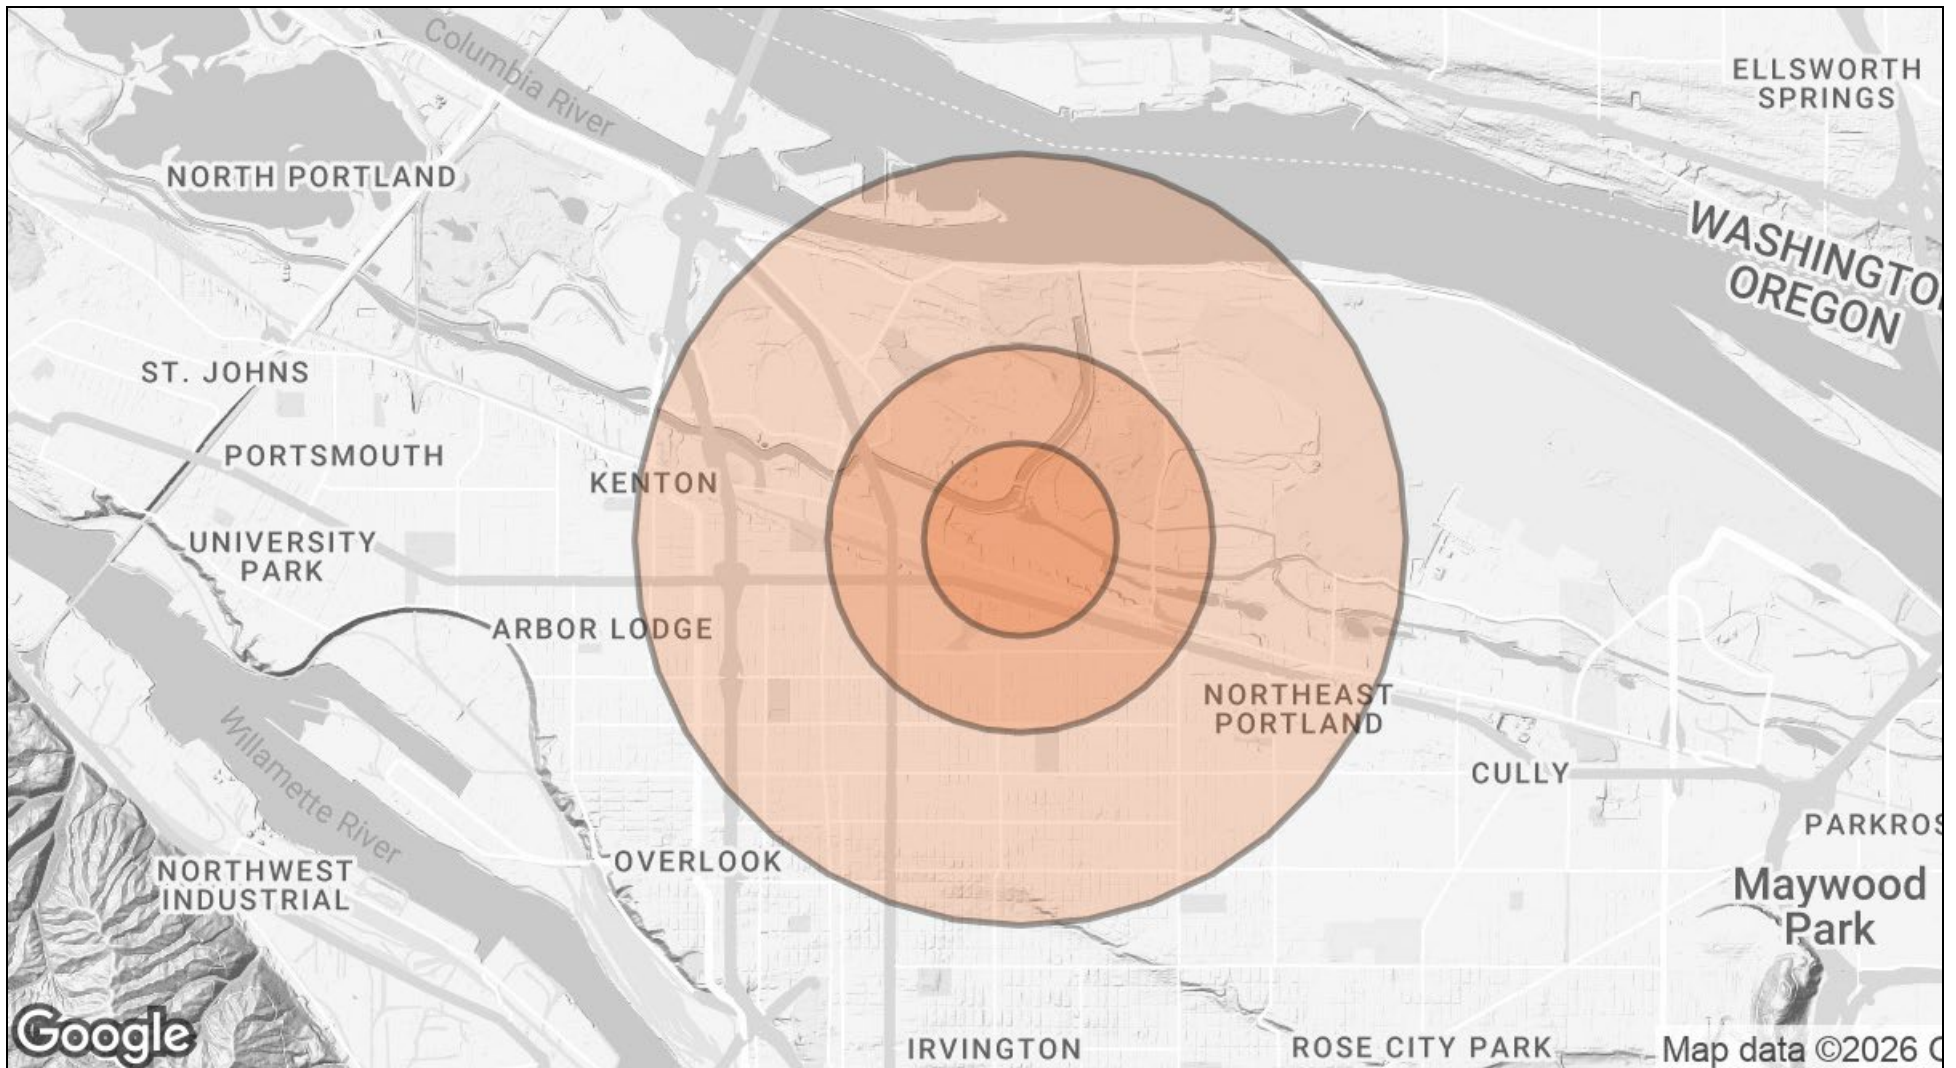 Columbia River
ELLSWORTH
SPRINGS
NORTH PORTLAND
WASHINGTO
OREGON
ST. JOHNS
PORTSMOUTH
KENTON
UNIVERSITY
PARK
ARBOR LODGE
NORTHEAST
PORTLAND
Willamette River
CULLY
PARKROS
OVERLOOK
NORTHWEST
INDUSTRIAL
Maywood
Park
Google
IRVINGTON
ROSE CITY PARK
Map data ©2026 G